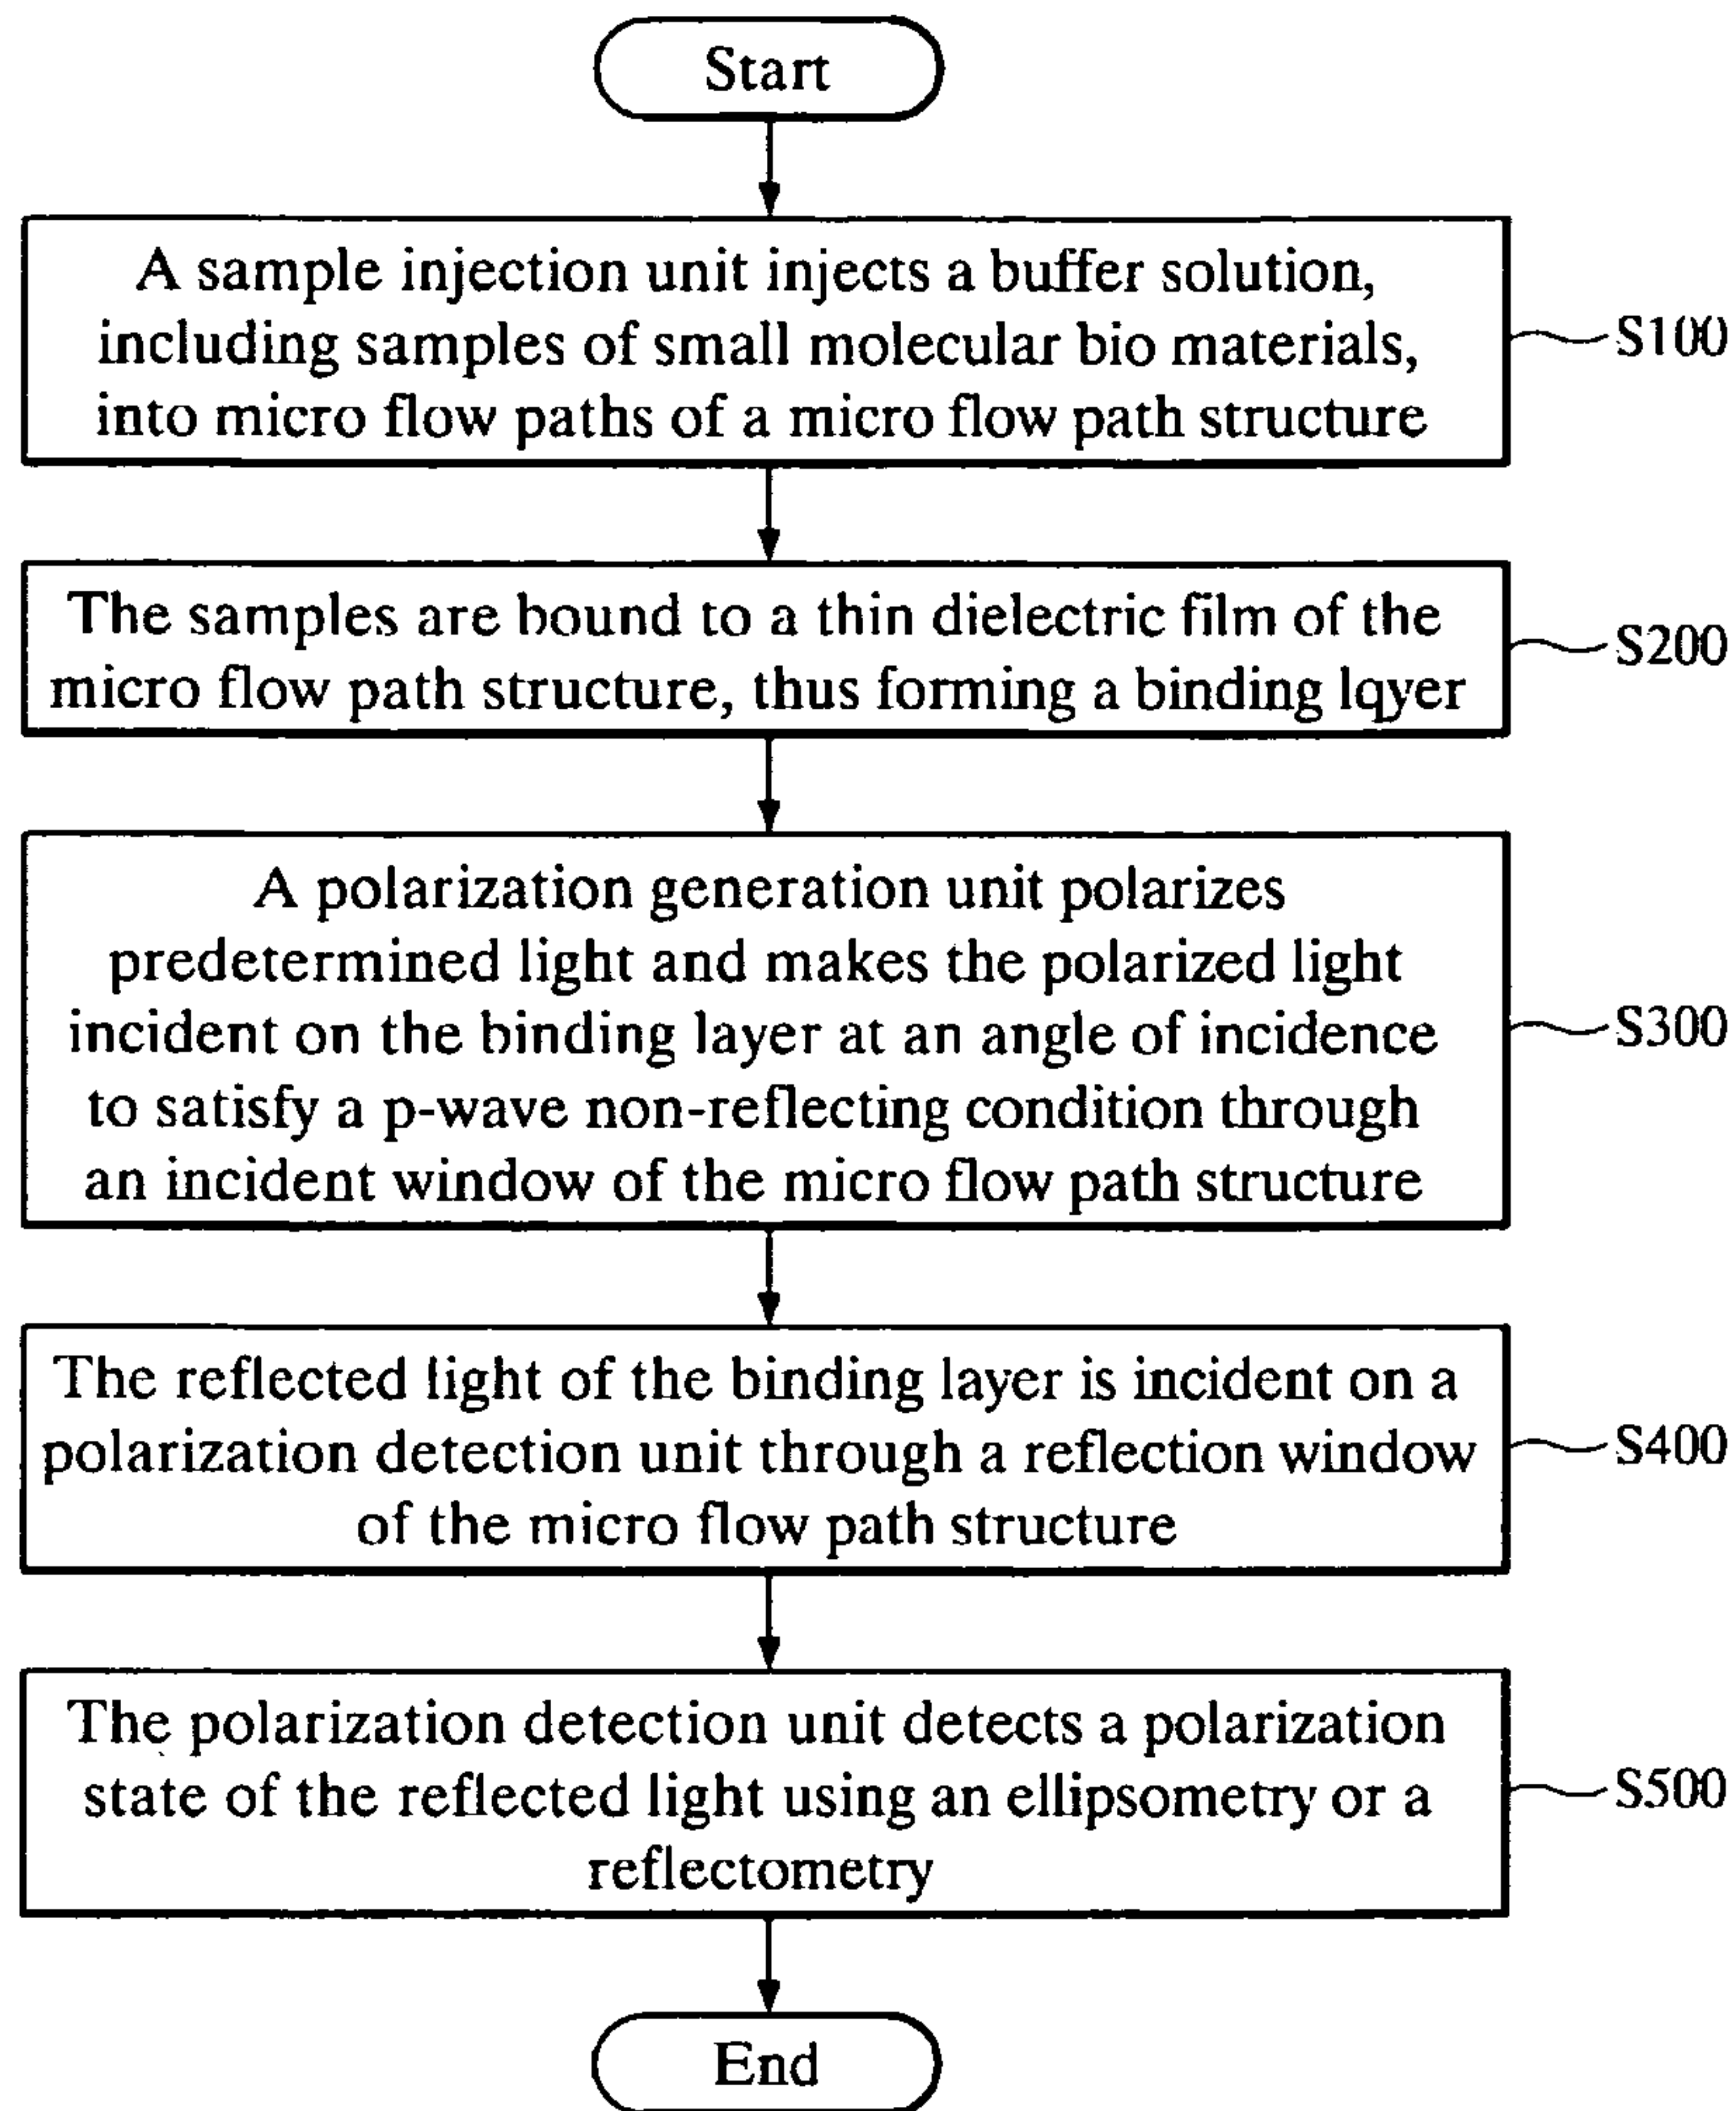 Start
A sample injection unit injects a buffer solution,
including samples of small molecular bio materials,
into micro flow paths of a micro flow path structure
S100
The samples are bound to a thin dielectric film of the
micro flow path structure, thus forming a binding lqyer
S200
A polarization generation unit polarizes
predetermined light and makes the polarized light
incident on the binding layer at an angle of incidence
to satisfy a p-wave non-reflecting condition through
an incident window of the micro flow path structure
S300
The reflected light of the binding layer is incident on a
polarization detection unit through a reflection window
of the micro flow path structure
S400
The polarization detection unit detects a polarization
state of the reflected light using an ellipsometry or a
reflectometry
S500
End